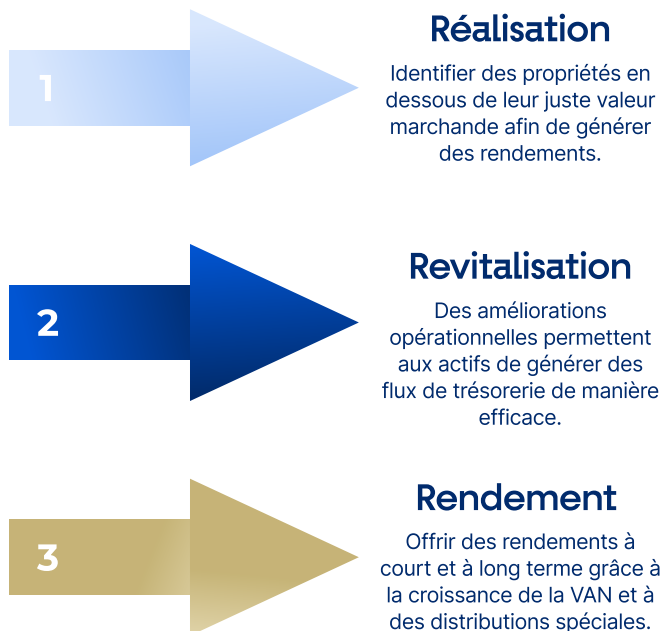 1
Réalisation
Identifier des propriétés en
dessous de leur juste valeur
marchande afin de générer
des rendements.
2
Revitalisation
Des améliorations
opérationnelles permettent
aux actifs de générer des
flux de trésorerie de manière
efficace.
3
Rendement
Offrir des rendements à
court et à long terme grâce à
la croissance de la VAN et à
des distributions spéciales.